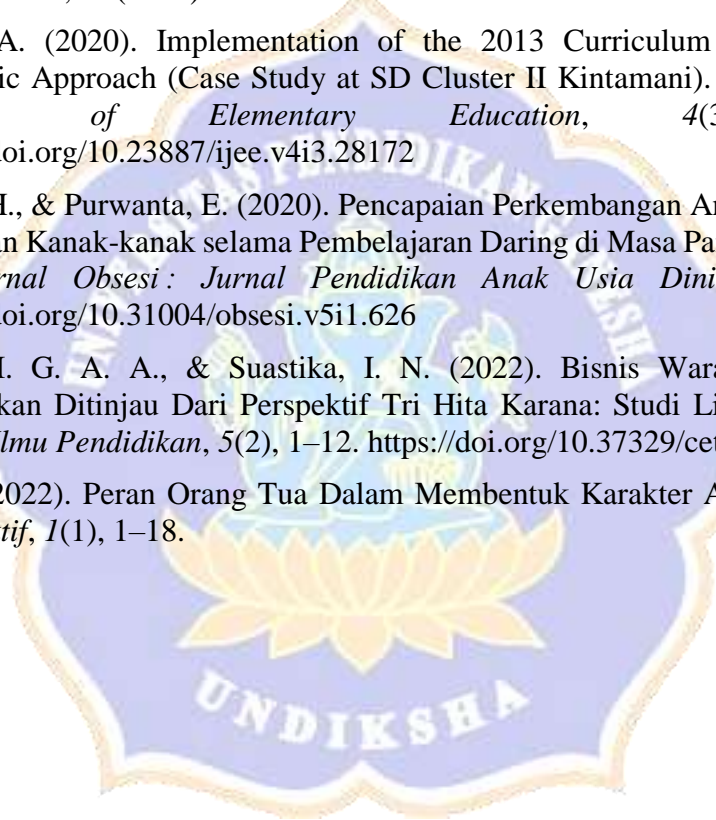 A. (2020). Implementation of the 2013 Curriculum
ic Approach (Case Study at SD Cluster II Kintamani).
of Elementary Education, 4(3
doi.org/10.23887/ijee.v4i3.28172
H., & Purwanta, E. (2020). Pencapaian Perkembangan An
an Kanak-kanak selama Pembelajaran Daring di Masa Pa
rnal Obsesi : Jurnal Pendidikan Anak Usia Dini
doi.org/10.31004/obsesi.v5i1.626
I. G. A. A., & Suastika, I. N. (2022). Bisnis Wara
kan Ditinjau Dari Perspektif Tri Hita Karana: Studi Li
Ilmu Pendidikan, 5(2), 1–12. https://doi.org/10.37329/cet
2022). Peran Orang Tua Dalam Membentuk Karakter A
tif, 1(1), 1–18.
UNDIKSHA